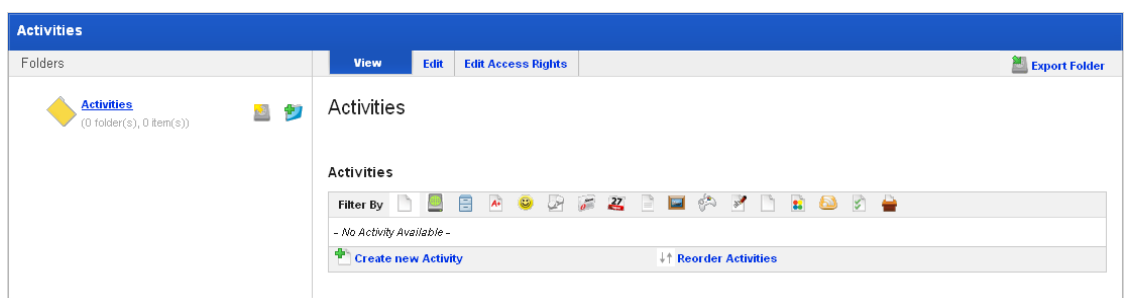 Activities
Folders
View Edit Edit Access Rights Export Folder
Activities
(0 folder(s), 0 item(s))
Activities
Activities
Filter By A+ 27
- No Activity Available -
Create new Activity Reorder Activities